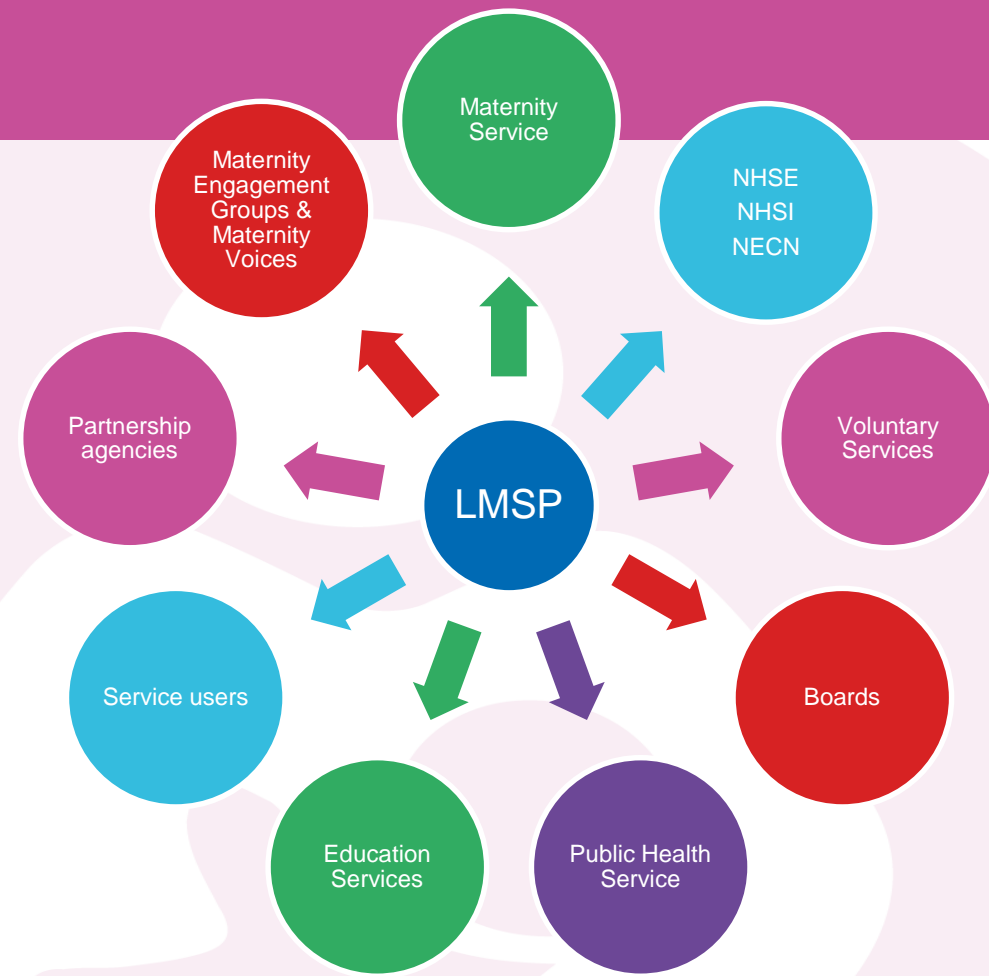 Maternity
Service
NHSE
NHSI
NECN
Maternity
Engagement
Groups &
Maternity
Voices
Partnership
agencies
Voluntary
Services
LMSP
Service users
Boards
Education
Services
Public Health
Service